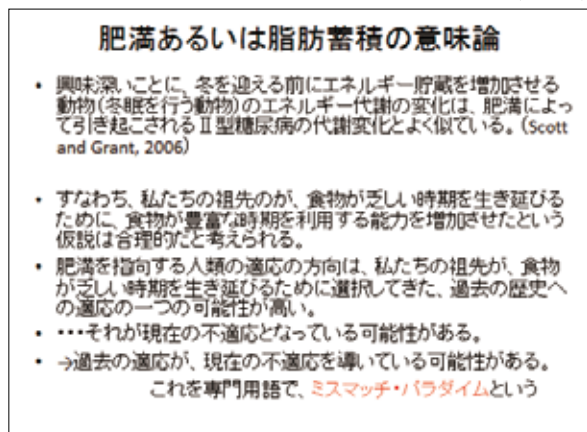 肥満あるいは脂肪蓄積の意味論
• 興味深いことに、冬を迎える前にエネルギー貯蔵を増加させる
動物(冬眠を行う動物)のエネルギー代謝の変化は、肥満によっ
て引き起こされるⅡ型糖尿病の代謝変化とよく似ている。(Scott
and Grant, 2006)
• すなわち、私たちの祖先のが、食物が乏しい時期を生き延びる
ために、食物が豊富な時期を利用する能力を増加させたという
仮説は合理的だと考えられる。
• 肥満を指向する人類の適応の方向は、私たちの祖先が、食物
が乏しい時期を生き延びるために選択してきた、過去の歴史へ
の適応の一つの可能性が高い。
• ・・・それが現在の不適応となっている可能性がある。
• →過去の適応が、現在の不適応を導いている可能性がある。
これを専門用語で、ミスマッチ・パラダイムという